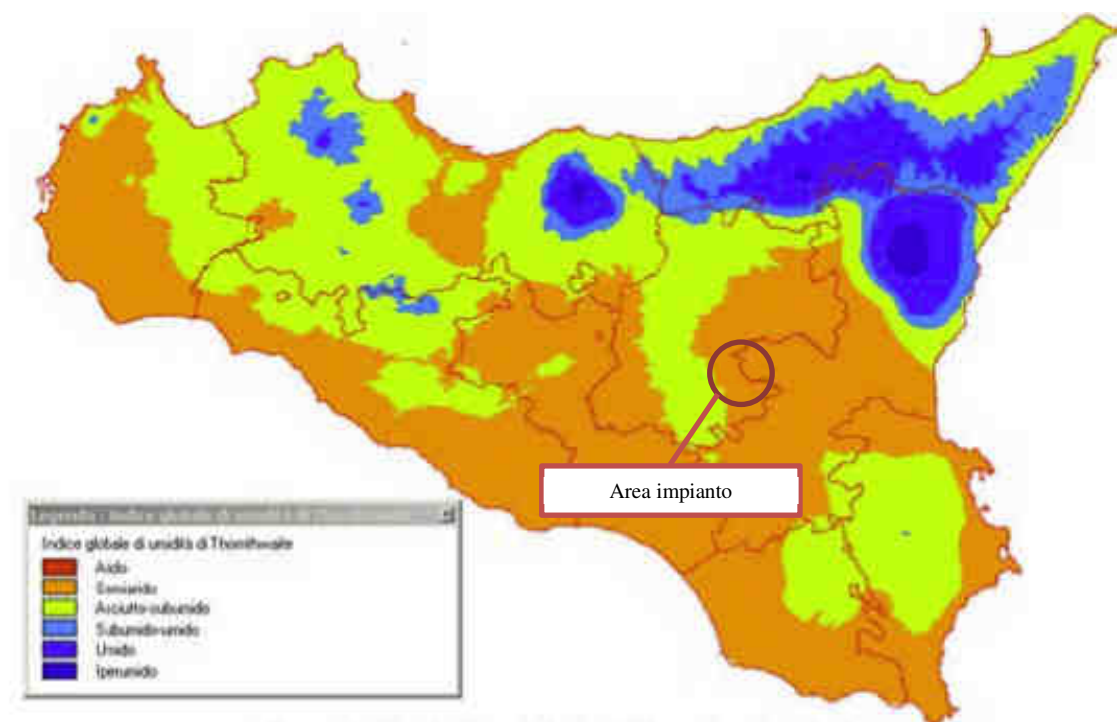 Area impianto
Indice globale di umidità di Thornthwaite
Arido
Semiarido
Asciutto-subumido
Subumido-umido
Umido
Iperumido